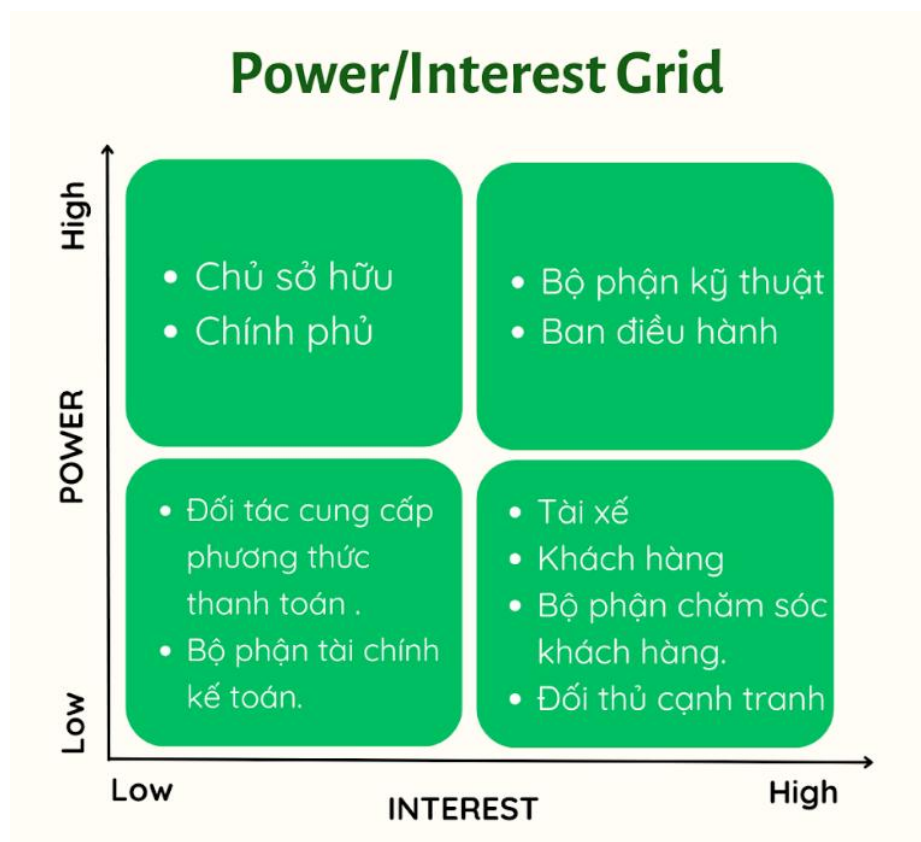 Power/Interest Grid
High
POWER
Low
• Chủ sở hữu
• Chính phủ
• Bộ phận kỹ thuật
• Ban điều hành
• Đối tác cung cấp
phương thức
thanh toán .
• Bộ phận tài chính
kế toán.
• Tài xế
• Khách hàng
• Bộ phận chăm sóc
khách hàng.
• Đối thủ cạnh tranh
Low
INTEREST
High